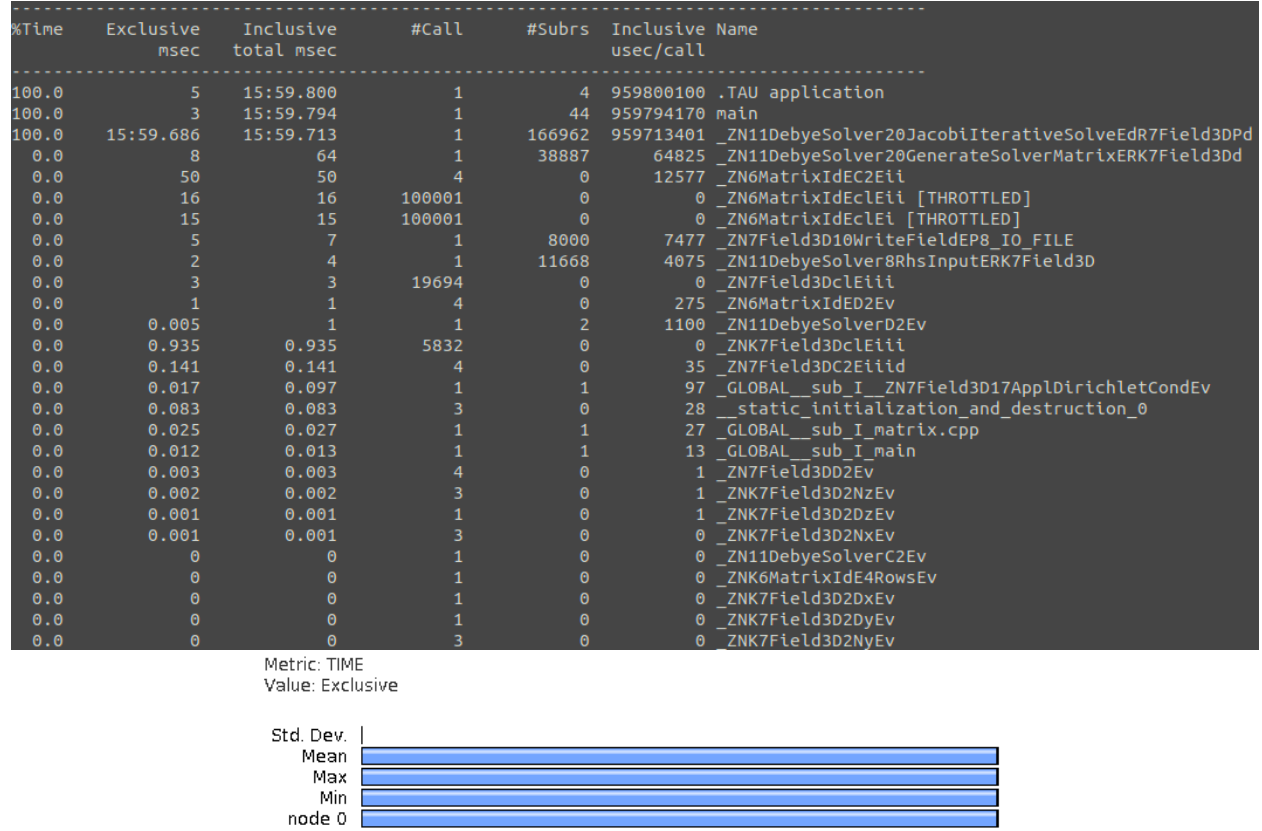 ---------------------------------------------------------------------------------------
%Time    Exclusive    Inclusive       #Call      #Subrs  Inclusive Name
              msec   total msec                          usec/call
---------------------------------------------------------------------------------------
100.0            5    15:59.800           1           4  959800100 .TAU application
100.0            3    15:59.794           1          44  959794170 main
100.0    15:59.686    15:59.713           1      166962  959713401 _ZN11DebyeSolver20JacobiIterativeSolveEdR7Field3DPd
  0.0            8           64           1       38887      64825 _ZN11DebyeSolver20GenerateSolverMatrixERK7Field3Dd
  0.0           50           50           4           0      12577 _ZN6MatrixIdEC2Eii
  0.0           16           16      100001           0          0 _ZN6MatrixIdEclEii [THROTTLED]
  0.0           15           15      100001           0          0 _ZN6MatrixIdEclEi [THROTTLED]
  0.0            5            7           1        8000       7477 _ZN7Field3D10WriteFieldEP8_IO_FILE
  0.0            2            4           1       11668       4075 _ZN11DebyeSolver8RhsInputERK7Field3D
  0.0            3            3       19694           0          0 _ZN7Field3DclEiii
  0.0            1            1           4           0        275 _ZN6MatrixIdED2Ev
  0.0        0.005            1           1           2       1100 _ZN11DebyeSolverD2Ev
  0.0        0.935        0.935        5832           0          0 _ZNK7Field3DclEiii
  0.0        0.141        0.141           4           0         35 _ZN7Field3DC2Eiiid
  0.0        0.017        0.097           1           1         97 _GLOBAL__sub_I__ZN7Field3D17ApplDirichletCondEv
  0.0        0.083        0.083           3           0         28 __static_initialization_and_destruction_0
  0.0        0.025        0.027           1           1         27 _GLOBAL__sub_I_matrix.cpp
  0.0        0.012        0.013           1           1         13 _GLOBAL__sub_I_main
  0.0        0.003        0.003           4           0          1 _ZN7Field3DD2Ev
  0.0        0.002        0.002           3           0          1 _ZNK7Field3D2NzEv
  0.0        0.001        0.001           1           0          1 _ZNK7Field3D2DzEv
  0.0        0.001        0.001           3           0          0 _ZNK7Field3D2NxEv
  0.0            0            0           1           0          0 _ZN11DebyeSolverC2Ev
  0.0            0            0           1           0          0 _ZNK6MatrixIdE4RowsEv
  0.0            0            0           1           0          0 _ZNK7Field3D2DxEv
  0.0            0            0           1           0          0 _ZNK7Field3D2DyEv
  0.0            0            0           3           0          0 _ZNK7Field3D2NyEv
Metric: TIME
Value: Exclusive
Std. Dev.
Mean
Max
Min
node 0